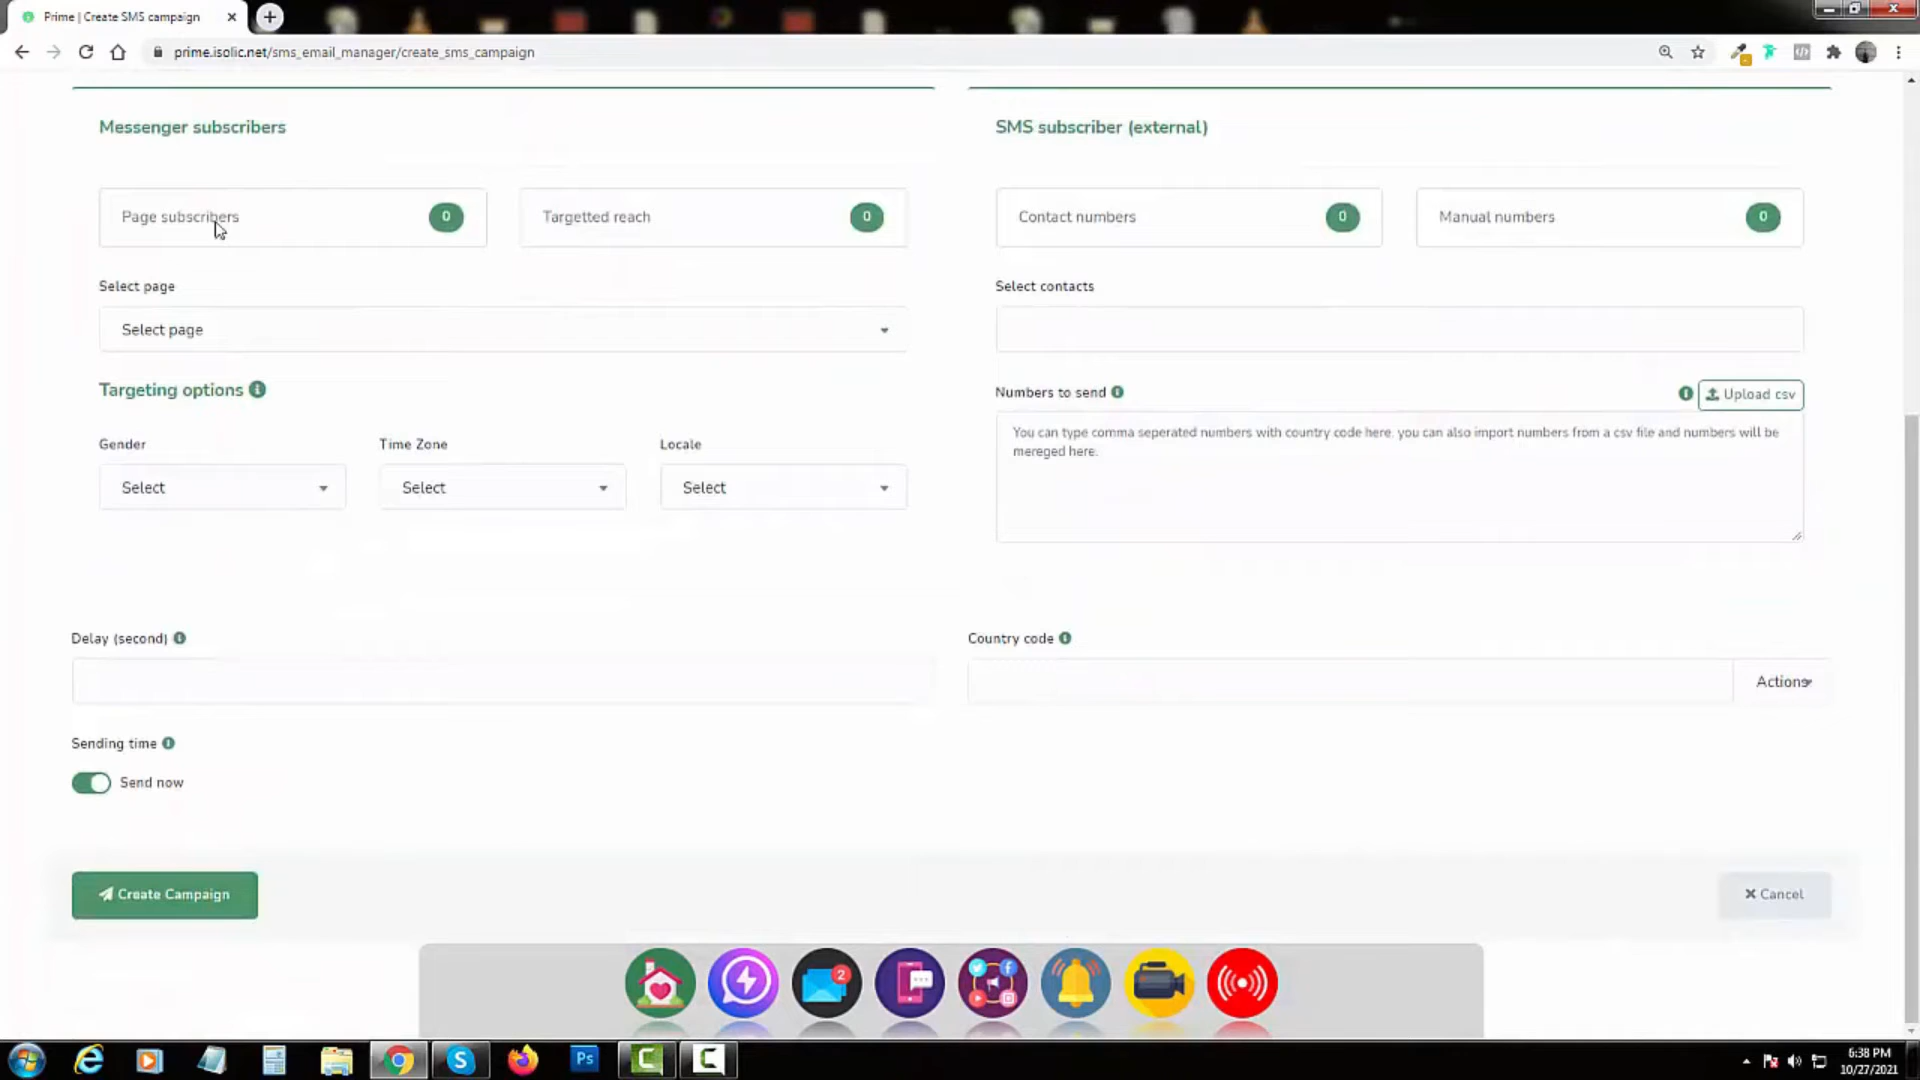 Prime | Create SMS campaign
prime.isolic.net/sms_email_manager/create_sms_campaign
Messenger subscribers
SMS subscriber (external)
Page subscribers 0
Targetted reach 0
Contact numbers 0
Manual numbers 0
Select page
Select contacts
Select page
Targeting options
Numbers to send
Upload csv
You can type comma seperated numbers with country code here. you can also import numbers from a csv file and numbers will be
mereged here.
Gender
Time Zone
Locale
Select
Select
Select
Delay (second)
Country code
Actions
Sending time
Send now
Create Campaign
Cancel
2
Ps
6:38 PM
10/27/2021